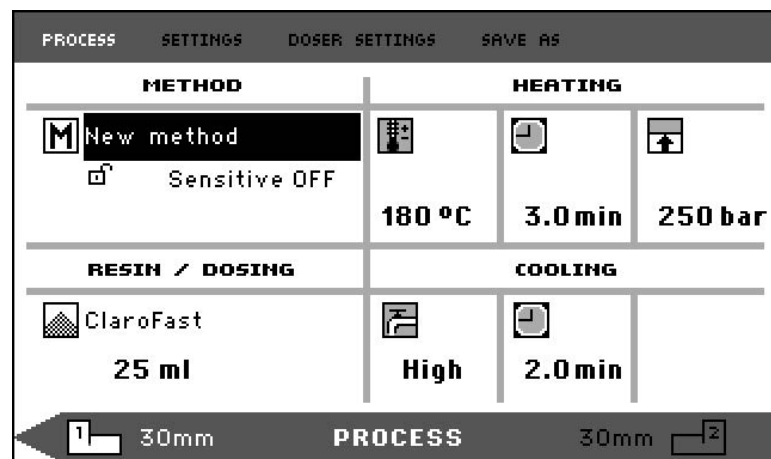 PROCESS SETTINGS DOSER SETTINGS SAVE AS
METHOD HEATING
M New method
Sensitive OFF
180 ºC 3.0 min 250 bar
RESIN / DOSING COOLING
ClaroFast
25 ml High 2.0 min
1 30mm PROCESS 30mm 2